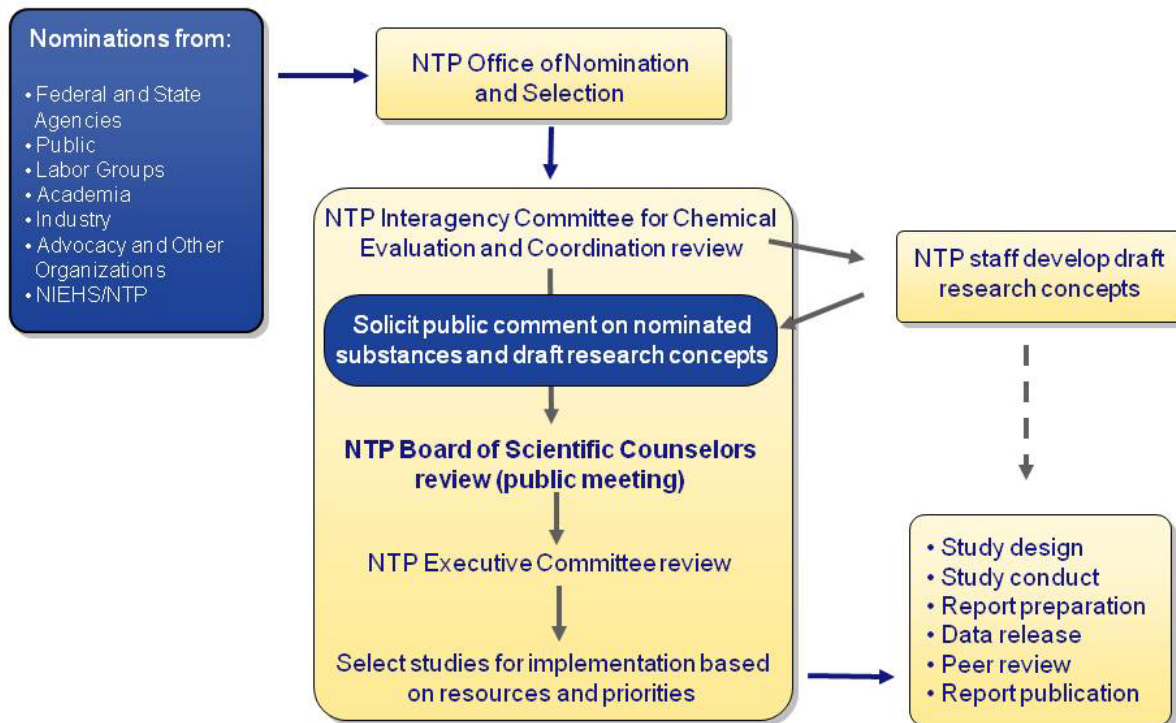 Nominations from:
• Federal and State
Agencies
• Public
• Labor Groups
• Academia
• Industry
• Advocacy and Other
Organizations
• NIEHS/NTP
NTP Office of Nomination
and Selection
NTP Interagency Committee for Chemical
Evaluation and Coordination review
NTP staff develop draft
research concepts
Solicit public comment on nominated
substances and draft research concepts
NTP Board of Scientific Counselors
review (public meeting)
NTP Executive Committee review
Select studies for implementation based
on resources and priorities
• Study design
• Study conduct
• Report preparation
• Data release
• Peer review
• Report publication